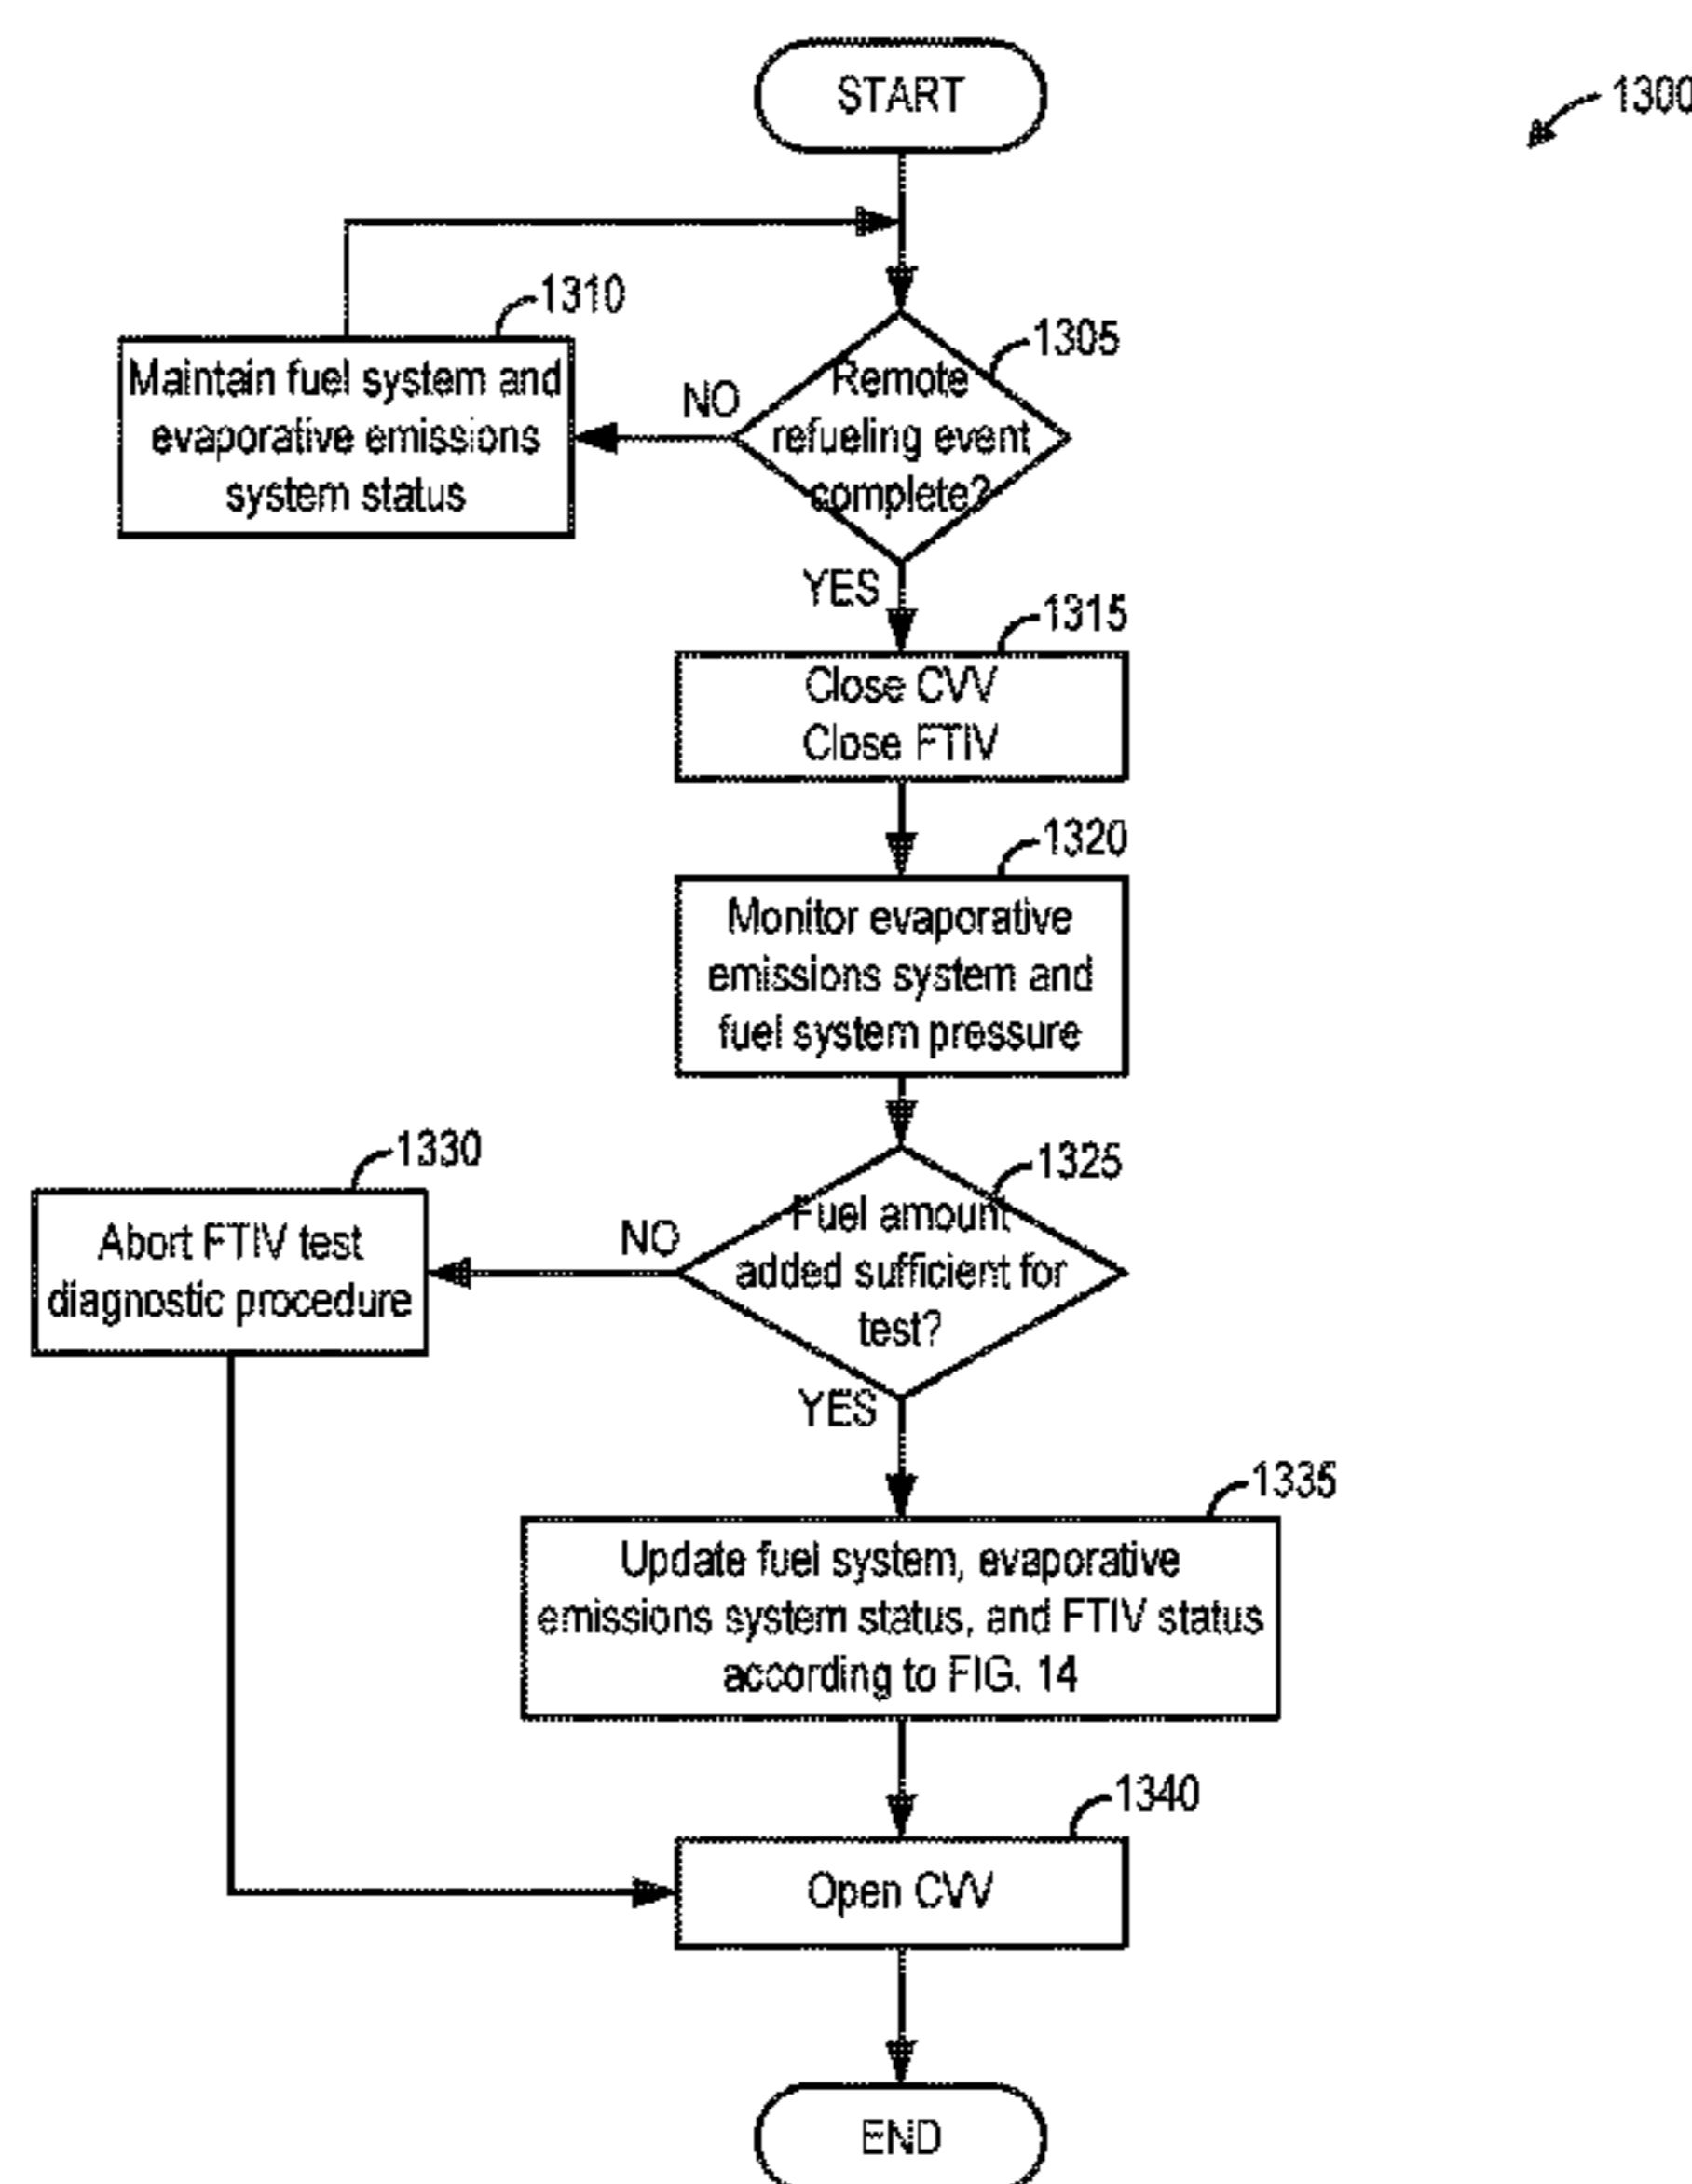 START
1300
1310
1305
Maintain fuel system and
evaporative emissions
system status
NO
Remote
refueling event
complete?
YES
1315
Close CVV
Close FTIV
1320
Monitor evaporative
emissions system and
fuel system pressure
1330
1325
Abort FTIV test
diagnostic procedure
NO
Fuel amount
added sufficient for
test?
YES
1335
Update fuel system, evaporative
emissions system status, and FTIV status
according to FIG. 14
1340
Open CVV
END